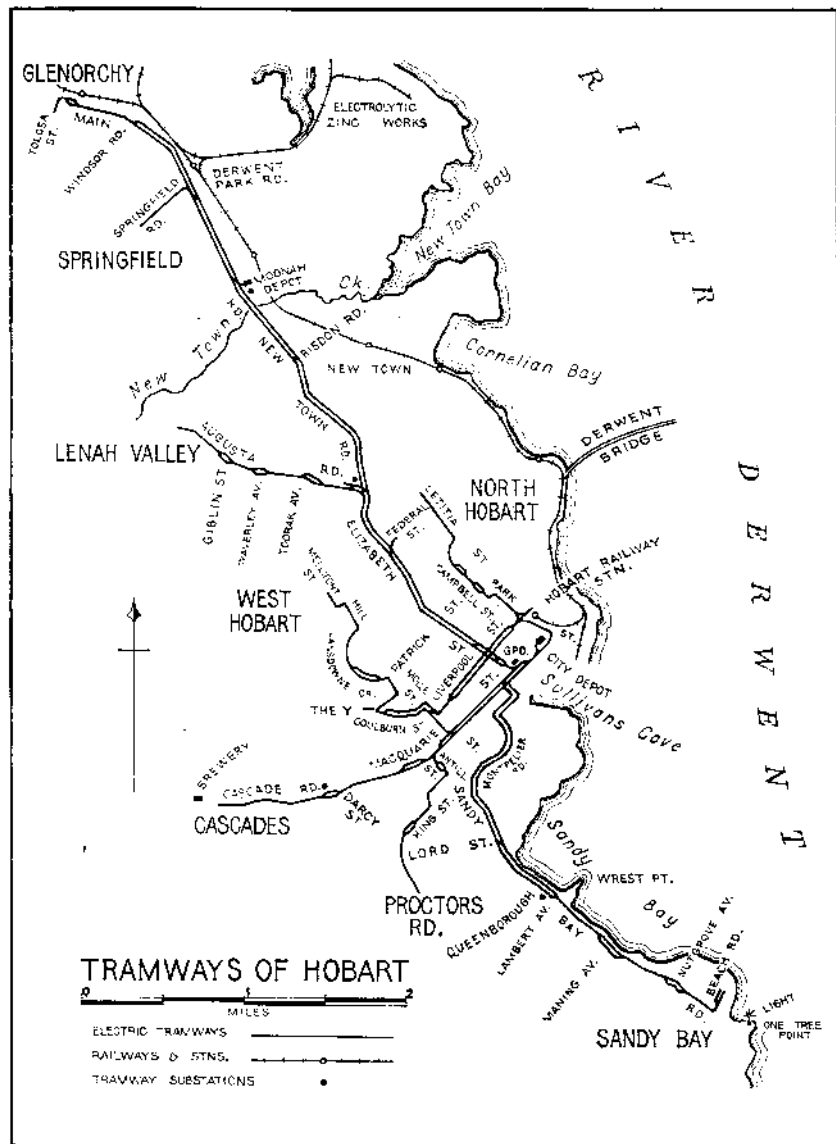 GLENORCHY
TOLOSA ST.
MAIN
WINDSOR RD.
ELECTROLYTIC
ZINC WORKS
DERWENT
PARK RD.
SPRINGFIELD RD.
SPRINGFIELD
MOONAH
DEPOT
RD.
New Town Ck.
New Town Bay
RISDON RD.
NEW
TOWN
RD.
NEW TOWN
Cornelian Bay
RIVER DERWENT
DERWENT
BRIDGE
LENAH VALLEY
AUGUSTA
RD.
GIBLIN ST
WAVERLEY AV.
TOORAK AV.
NORTH
HOBART
LETITIA
ST
FEDERAL
ST.
ELIZABETH
ST
CAMPBELL ST.
PARK
ST
HOBART RAILWAY
STN.
ST.
WEST
HOBART
MELLIFONT
ST
HILL
ST
LANSDOWNE CR.
PATRICK
ST
MOLLE
ST
LIVERPOOL
ST
GPO.
CITY DEPOT
ST.
THE Y
GOULBURN ST
Sullivans Cove
MACQUARIE
ST.
ANTILL
ST.
MONTPELIER
RD.
BREWERY
CASCADE RD.
DARCY
ST
CASCADES
KING ST.
SANDY
BAY
RD.
LORD ST.
Sandy
Bay
WREST PT.
PROCTORS
RD.
QUEENBOROUGH
LAMBERT AV.
MANING AV.
NUTGROVE AV.
BEACH RD.
LIGHT
ONE TREE
POINT
SANDY BAY
TRAMWAYS OF HOBART
0 1 2
MILES
ELECTRIC TRAMWAYS
RAILWAYS & STNS.
TRAMWAY SUBSTATIONS